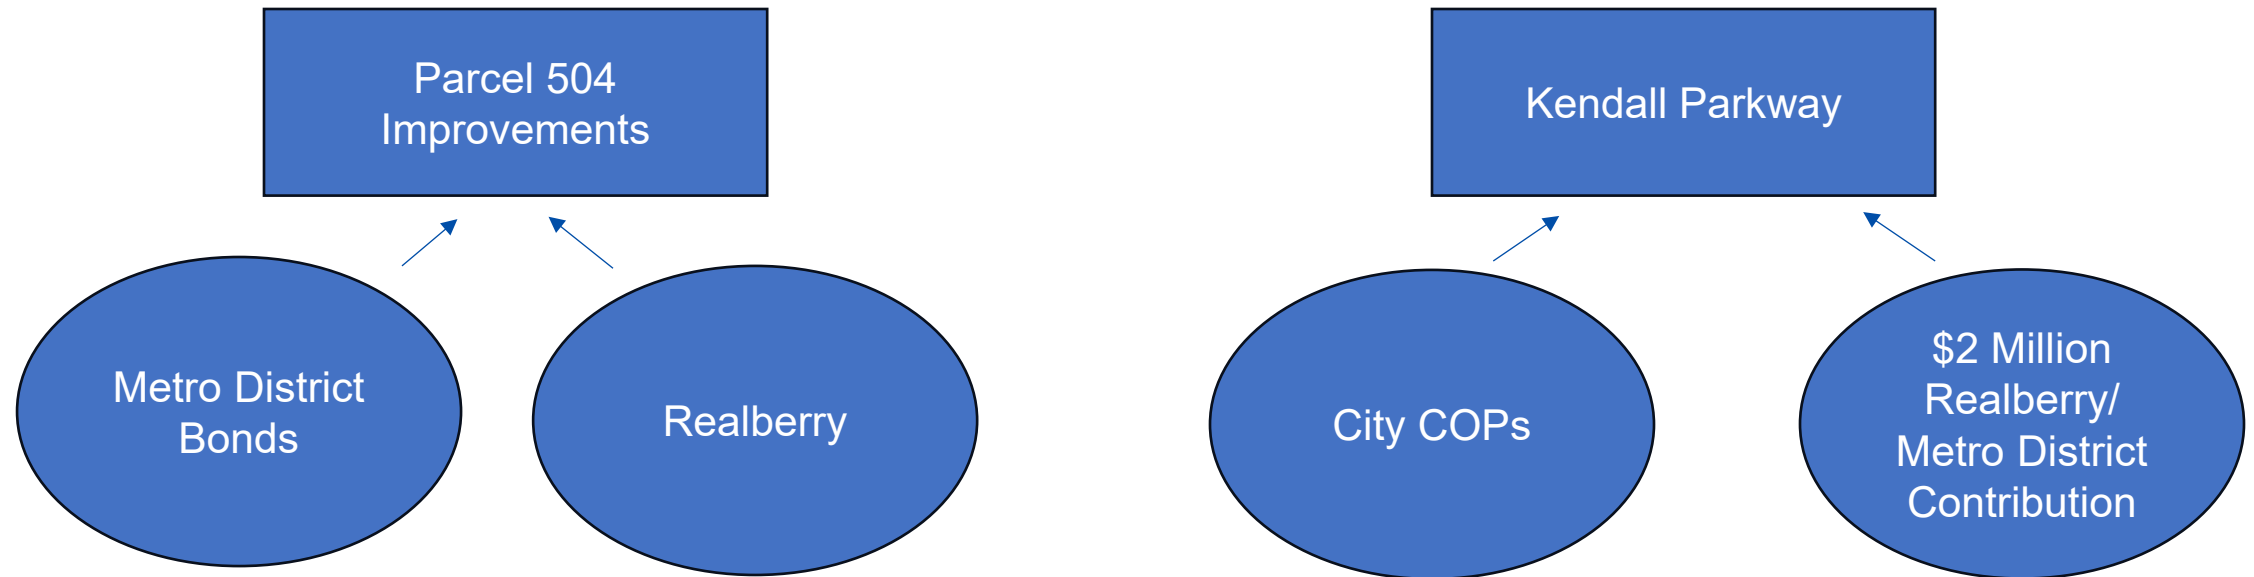 Parcel 504
Improvements
Kendall Parkway
Metro District
Bonds
Realberry
City COPs
$2 Million
Realberry/
Metro District
Contribution